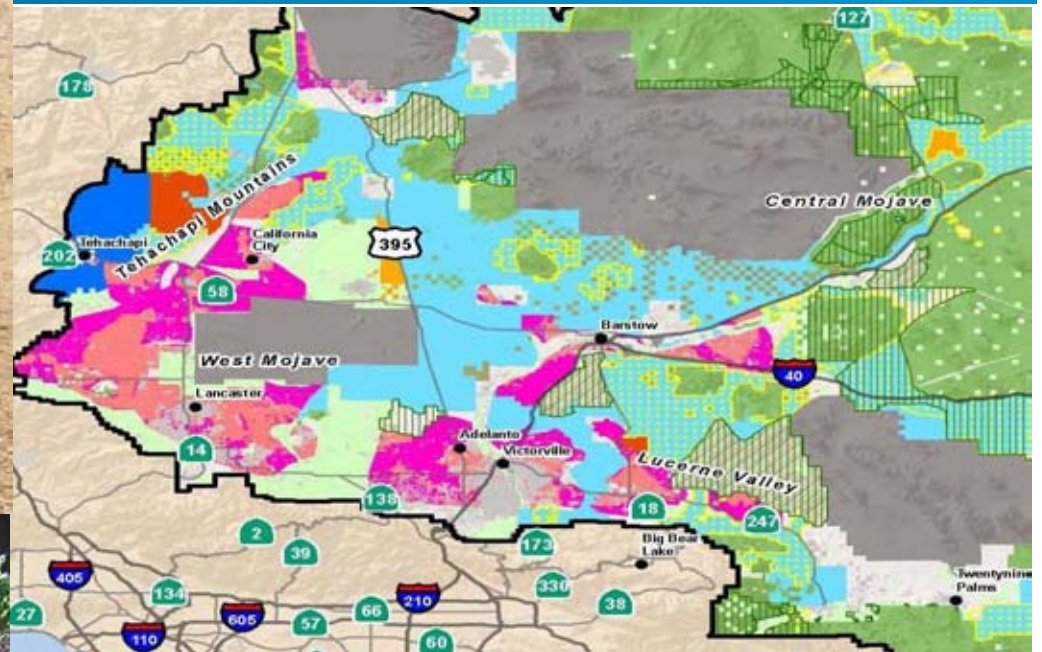 127
178
Central Mojave
Tehachapi Mountains
395
California
City
Tehachapi
202
58
Barstow
West Mojave
40
Lancaster
Adelanto
14
Victorville
Lucerne Valley
138
18
247
2
39
173
Big Bear
Lake
405
134
330
Twentynine
Palms
27
605
66
210
38
57
110
60